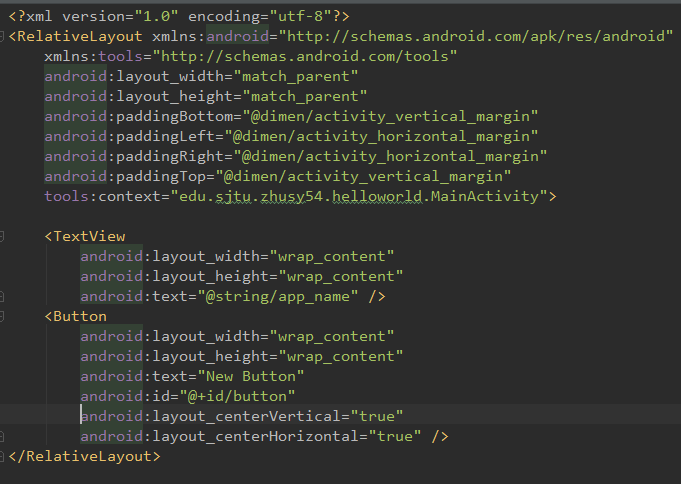 <?xml version="1.0" encoding="utf-8"?>
<RelativeLayout xmlns:android="http://schemas.android.com/apk/res/android"
    xmlns:tools="http://schemas.android.com/tools"
    android:layout_width="match_parent"
    android:layout_height="match_parent"
    android:paddingBottom="@dimen/activity_vertical_margin"
    android:paddingLeft="@dimen/activity_horizontal_margin"
    android:paddingRight="@dimen/activity_horizontal_margin"
    android:paddingTop="@dimen/activity_vertical_margin"
    tools:context="edu.sjtu.zhusy54.helloworld.MainActivity">

    <TextView
        android:layout_width="wrap_content"
        android:layout_height="wrap_content"
        android:text="@string/app_name" />
    <Button
        android:layout_width="wrap_content"
        android:layout_height="wrap_content"
        android:text="New Button"
        android:id="@+id/button"
        android:layout_centerVertical="true"
        android:layout_centerHorizontal="true" />
</RelativeLayout>